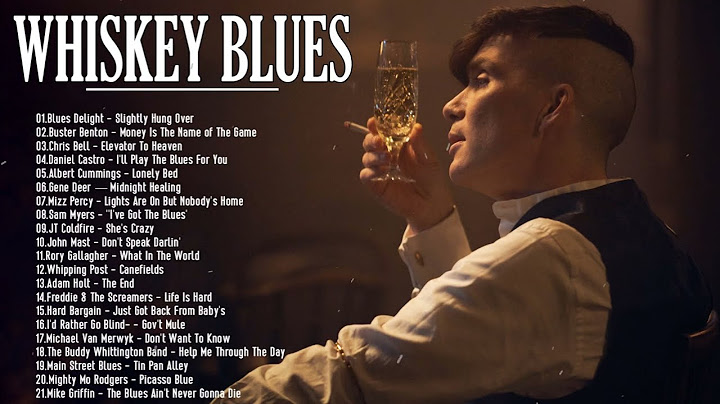 WHISKEY BLUES
01.Blues Delight - Slightly Hung Over
02.Buster Benton - Money Is The Name of The Game
03.Chris Bell - Elevator To Heaven
04.Daniel Castro - I'll Play The Blues For You
05.Albert Cummings - Lonely Bed
06.Gene Deer — Midnight Healing
07.Mizz Percy - Lights Are On But Nobody's Home
08.Sam Myers - "I've Got The Blues'
09.JT Coldfire - She's Crazy
10.John Mast - Don't Speak Darlin'
11.Rory Gallagher - What In The World
12.Whipping Post - Canefields
13.Adam Holt - The End
14.Freddie & The Screamers - Life Is Hard
15.Hard Bargain - Just Got Back From Baby's
16.I'd Rather Go Blind- - Gov't Mule
17.Michael Van Merwyk - Don't Want To Know
18.The Buddy Whittington Band - Help Me Through The Day
19.Main Street Blues - Tin Pan Alley
20.Mighty Mo Rodgers - Picasso Blue
21.Mike Griffin - The Blues Ain't Never Gonna Die